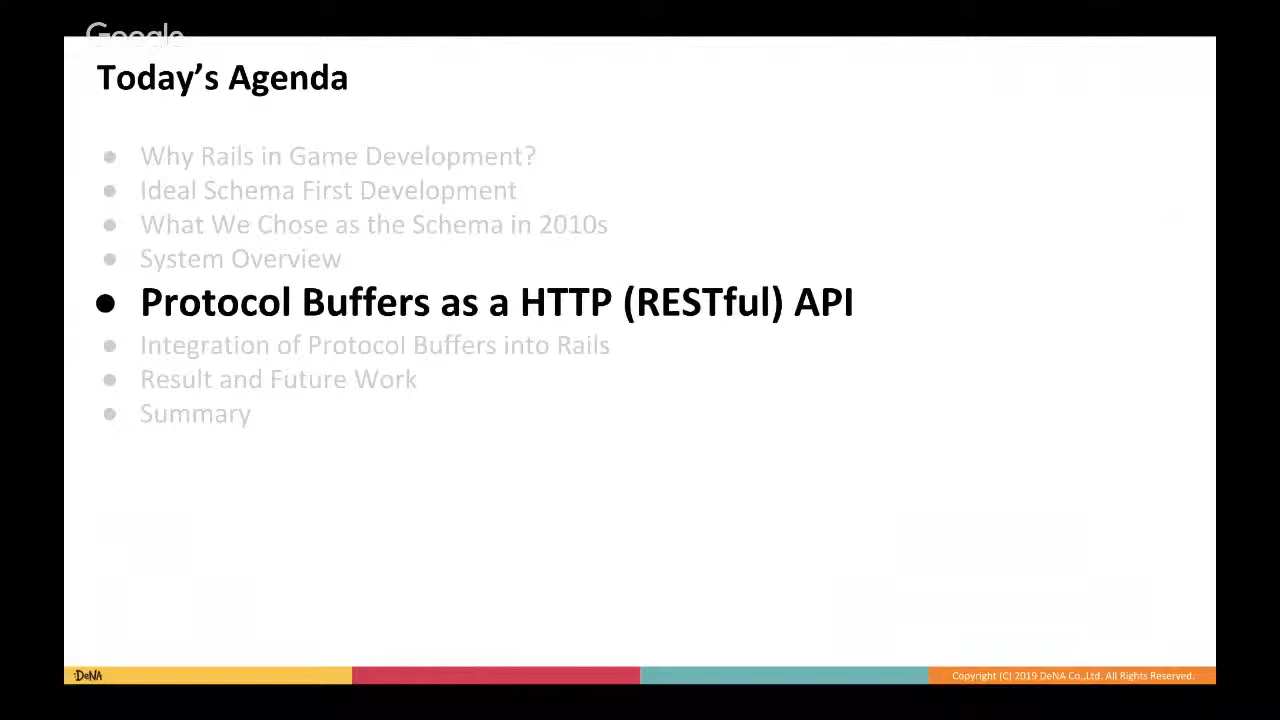 Google
Today's Agenda
● Why Rails in Game Development?
● Ideal Schema First Development
● What We Chose as the Schema in 2010s
● System Overview
● Protocol Buffers as a HTTP (RESTful) API
● Integration of Protocol Buffers into Rails
● Result and Future Work
● Summary
:DeNA
Copyright (C) 2019 DeNA Co.,Ltd. All Rights Reserved.